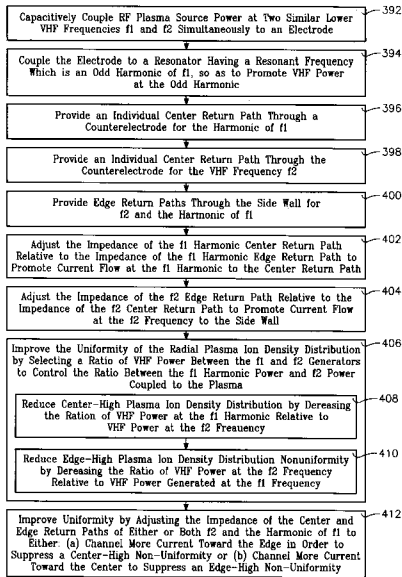 Capacitively Couple RF Plasma Source Power at Two Similar Lower
VHF Frequencies f1 and f2 Simultaneously to an Electrode
392
Couple the Electrode to a Resonator Having a Resonant Frequency
Which is an Odd Harmonic of f1, so as to Promote VHF Power
at the Odd Harmonic
394
Provide an Individual Center Return Path Through a
Counterelectrode for the Harmonic of f1
396
Provide an Individual Center Return Path Through the
Counterelectrode for the VHF Frequency f2
398
Provide Edge Return Paths Through the Side Wall for
f2 and the Harmonic of f1
400
Adjust the Impedance of the f1 Harmonic Center Return Path
Relative to the Impedance of the f1 Harmonic Edge Return Path to
Promote Current Flow at the f1 Harmonic to the Center Return Path
402
Adjust the Impedance of the f2 Edge Return Path Relative to the
Impedance of the f2 Center Return Path to Promote Current Flow
at the f2 Frequency to the Side Wall
404
Improve the Uniformity of the Radial Plasma Ion Density Distribution
by Selecting a Ratio of VHF Power Between the f1 and f2 Generators
to Control the Ratio Between the f1 Harmonic Power and f2 Power
Coupled to the Plasma
406
Reduce Center-High Plasma Ion Density Distribution by Dereasing
the Ration of VHF Power at the f1 Harmonic Relative to
VHF Power at the f2 Freauency
408
Reduce Edge-High Plasma Ion Density Distribution Nonuniformity
by Dereasing the Ratio of VHF Power at the f2 Frequency
Relative to VHF Power Generated at the f1 Frequency
410
Improve Uniformity by Adjusting the Impedance of the Center and
Edge Return Paths of Either or Both f2 and the Harmonic of f1 to
Either: (a) Channel More Current Toward the Edge in Order to
Suppress a Center-High Non-Uniformity or (b) Channel More Current
Toward the Center to Suppress an Edge-High Non-Uniformity
412